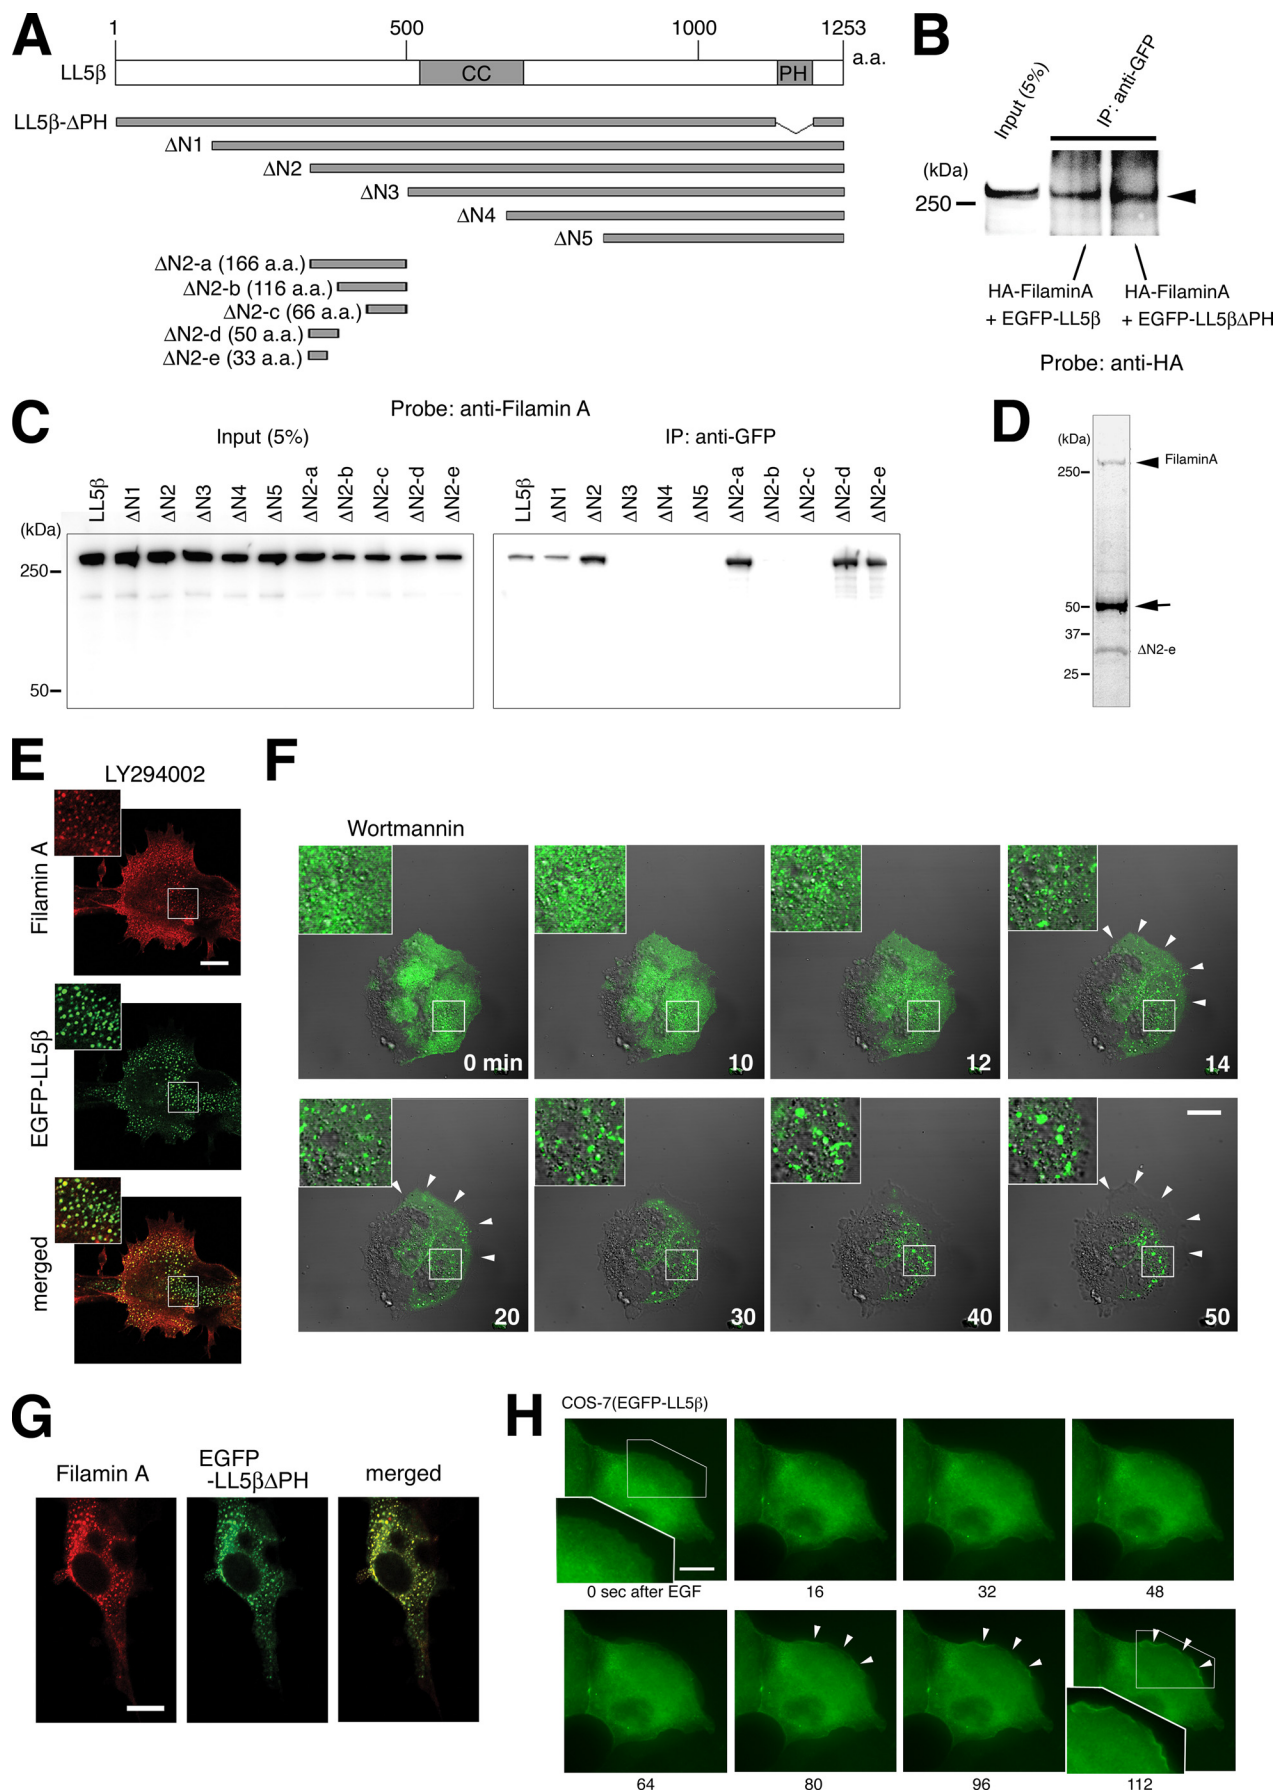 A
1 500 1000 1253
a.a.
LL5β CC PH
LL5β-ΔPH
ΔN1
ΔN2
ΔN3
ΔN4
ΔN5
ΔN2-a (166 a.a.)
ΔN2-b (116 a.a.)
ΔN2-c (66 a.a.)
ΔN2-d (50 a.a.)
ΔN2-e (33 a.a.)
B
Input (5%)
IP: anti-GFP
(kDa)
250
HA-FilaminA
+ EGFP-LL5β
HA-FilaminA
+ EGFP-LL5βΔPH
Probe: anti-HA
C
Probe: anti-Filamin A
Input (5%)
IP: anti-GFP
LL5β ΔN1 ΔN2 ΔN3 ΔN4 ΔN5 ΔN2-a ΔN2-b ΔN2-c ΔN2-d ΔN2-e
LL5β ΔN1 ΔN2 ΔN3 ΔN4 ΔN5 ΔN2-a ΔN2-b ΔN2-c ΔN2-d ΔN2-e
(kDa)
250
50
D
(kDa)
250
FilaminA
50
37
ΔN2-e
25
E
LY294002
Filamin A
EGFP-LL5β
merged
F
Wortmannin
0 min
10
12
14
20
30
40
50
G
Filamin A
EGFP
-LL5βΔPH
merged
H
COS-7(EGFP-LL5β)
0 sec after EGF
16
32
48
64
80
96
112